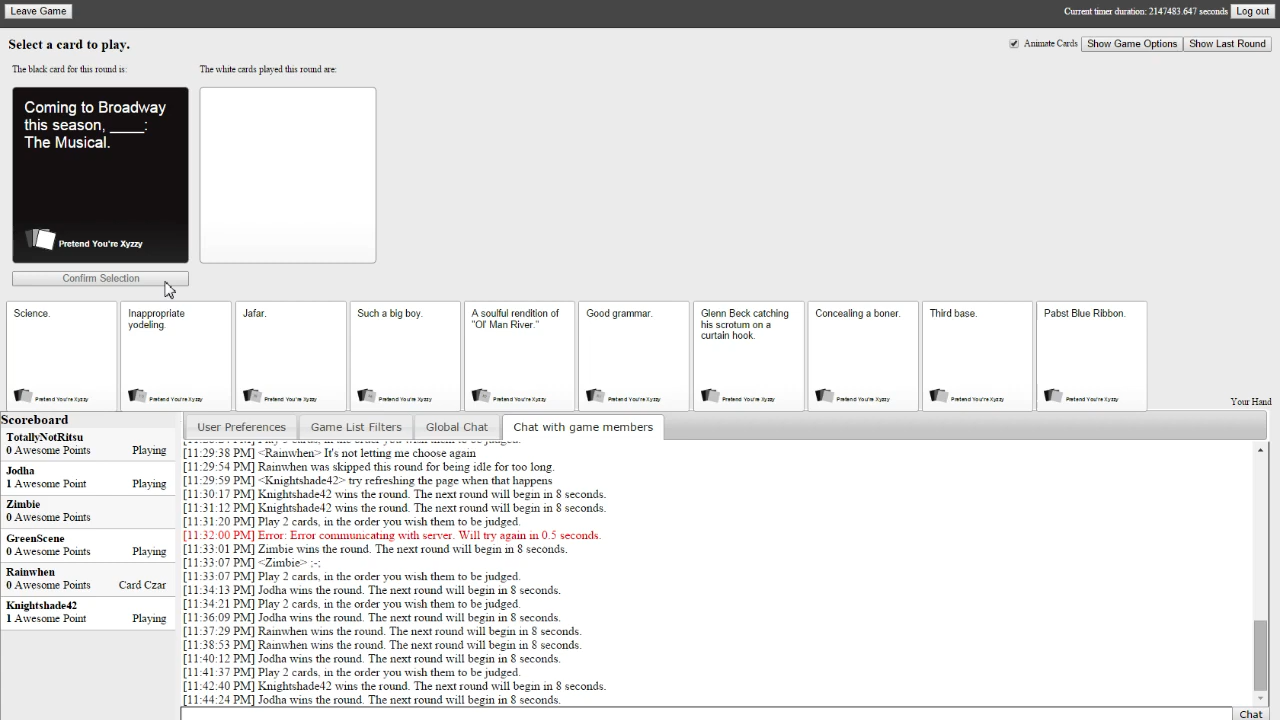 Leave Game
Current timer duration: 2147483.647 seconds
Log out
Select a card to play.
Animate Cards
Show Game Options
Show Last Round
The black card for this round is:
The white cards played this round are:
Coming to Broadway
this season, ____:
The Musical.
Pretend You're Xyzzy
Confirm Selection
Science.
Pretend You're Xyzzy
Inappropriate
yodeling.
Pretend You're Xyzzy
Jafar.
Pretend You're Xyzzy
Such a big boy.
Pretend You're Xyzzy
A soulful rendition of
"Ol' Man River."
Pretend You're Xyzzy
Good grammar.
Pretend You're Xyzzy
Glenn Beck catching
his scrotum on a
curtain hook.
Pretend You're Xyzzy
Concealing a boner.
Pretend You're Xyzzy
Third base.
Pretend You're Xyzzy
Pabst Blue Ribbon.
Pretend You're Xyzzy
Your Hand
Scoreboard
TotallyNotRitsu
0 Awesome Points Playing
Jodha
1 Awesome Point Playing
Zimbie
0 Awesome Points
GreenScene
0 Awesome Points Playing
Rainwhen
0 Awesome Points Card Czar
Knightshade42
1 Awesome Point Playing
User Preferences
Game List Filters
Global Chat
Chat with game members
[11:29:38 PM] <Rainwhen> It's not letting me choose again
[11:29:54 PM] Rainwhen was skipped this round for being idle for too long.
[11:29:59 PM] <Knightshade42> try refreshing the page when that happens
[11:30:17 PM] Knightshade42 wins the round. The next round will begin in 8 seconds.
[11:31:12 PM] Knightshade42 wins the round. The next round will begin in 8 seconds.
[11:31:20 PM] Play 2 cards, in the order you wish them to be judged.
[11:32:00 PM] Error: Error communicating with server. Will try again in 0.5 seconds.
[11:33:01 PM] Zimbie wins the round. The next round will begin in 8 seconds.
[11:33:07 PM] <Zimbie> ;-;
[11:33:07 PM] Play 2 cards, in the order you wish them to be judged.
[11:34:13 PM] Jodha wins the round. The next round will begin in 8 seconds.
[11:34:21 PM] Play 2 cards, in the order you wish them to be judged.
[11:36:09 PM] Jodha wins the round. The next round will begin in 8 seconds.
[11:37:29 PM] Rainwhen wins the round. The next round will begin in 8 seconds.
[11:38:53 PM] Rainwhen wins the round. The next round will begin in 8 seconds.
[11:40:12 PM] Jodha wins the round. The next round will begin in 8 seconds.
[11:41:37 PM] Play 2 cards, in the order you wish them to be judged.
[11:42:40 PM] Knightshade42 wins the round. The next round will begin in 8 seconds.
[11:44:24 PM] Jodha wins the round. The next round will begin in 8 seconds.
Chat